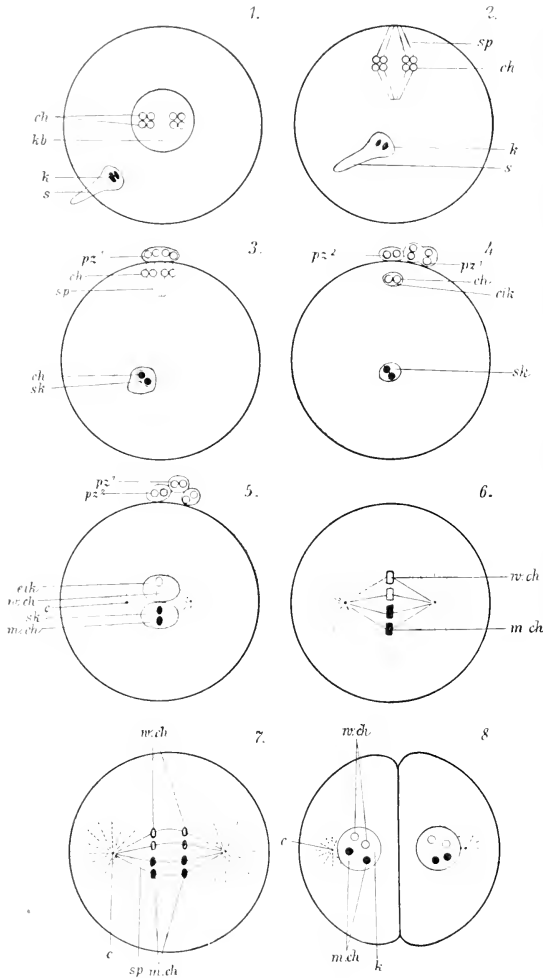 1.
ch
kb
k
s
2.
sp
ch
k
s
3.
pz¹
ch
sp
ch
sk
4
pz²
pz¹
ch
eik
sk
5.
pz¹
pz²
eik
w.ch
c
sk
m.ch
6.
w.ch
m.ch
7.
w.ch
c
sp m.ch
8
w.ch
c
m.ch
k